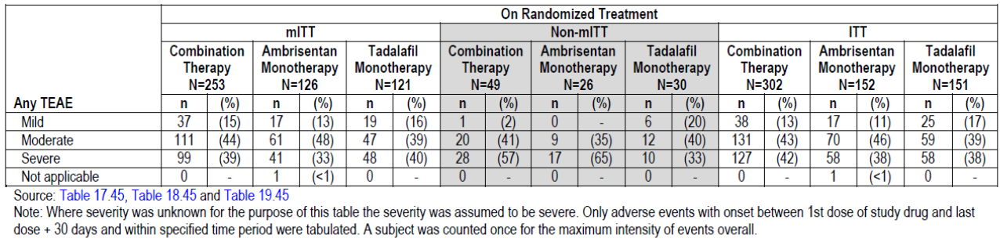 On Randomized Treatment
mITT Non-mITT ITT
Combination Therapy N=253 Ambrisentan Monotherapy N=126 Tadalafil Monotherapy N=121 Combination Therapy N=49 Ambrisentan Monotherapy N=26 Tadalafil Monotherapy N=30 Combination Therapy N=302 Ambrisentan Monotherapy N=152 Tadalafil Monotherapy N=151
Any TEAE n (%) n (%) n (%) n (%) n (%) n (%) n (%) n (%) n (%)
Mild 37 (15) 17 (13) 19 (16) 1 (2) 0 - 6 (20) 38 (13) 17 (11) 25 (17)
Moderate 111 (44) 61 (48) 47 (39) 20 (41) 9 (35) 12 (40) 131 (43) 70 (46) 59 (39)
Severe 99 (39) 41 (33) 48 (40) 28 (57) 17 (65) 10 (33) 127 (42) 58 (38) 58 (38)
Not applicable 0 - 1 (<1) 0 - 0 - 0 - 0 - 0 - 1 (<1) 0 -
Source: Table 17.45, Table 18.45 and Table 19.45
Note: Where severity was unknown for the purpose of this table the severity was assumed to be severe. Only adverse events with onset between 1st dose of study drug and last
dose + 30 days and within specified time period were tabulated. A subject was counted once for the maximum intensity of events overall.